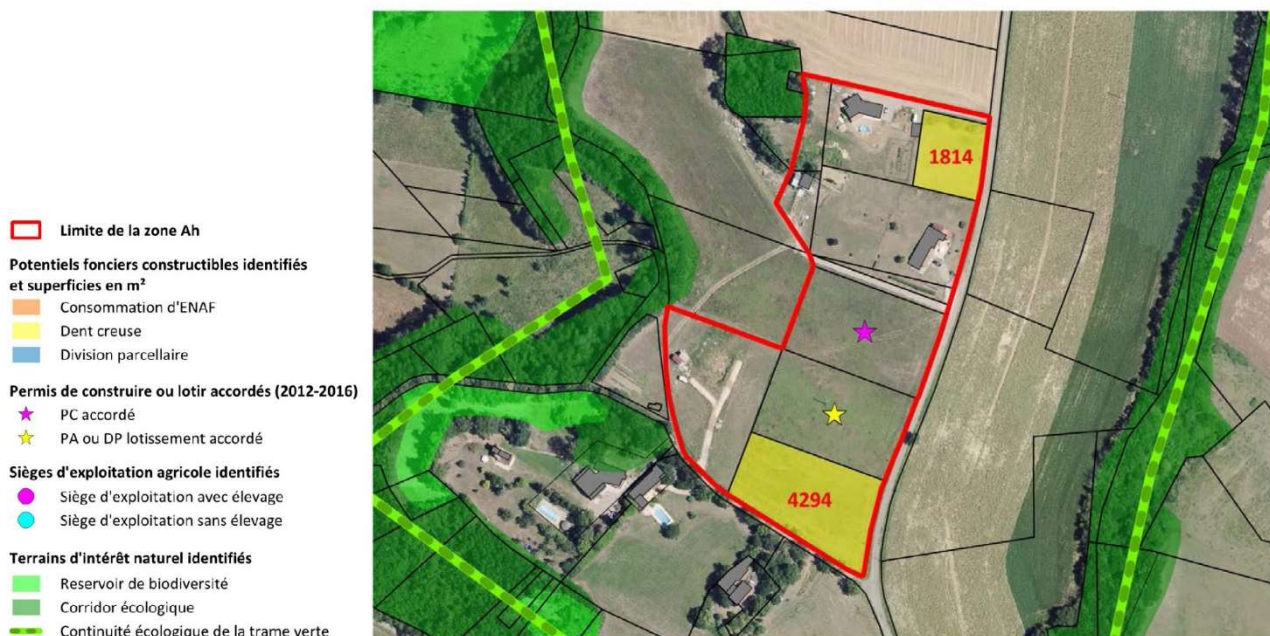 Limite de la zone Ah
Potentiels fonciers constructibles identifiés
et superficies en m²
Consommation d'ENAF
Dent creuse
Division parcellaire
Permis de construire ou lotir accordés (2012-2016)
PC accordé
PA ou DP lotissement accordé
Sièges d'exploitation agricole identifiés
Siège d'exploitation avec élevage
Siège d'exploitation sans élevage
Terrains d'intérêt naturel identifiés
Reservoir de biodiversité
Corridor écologique
Continuité écologique de la trame verte
1814
4294